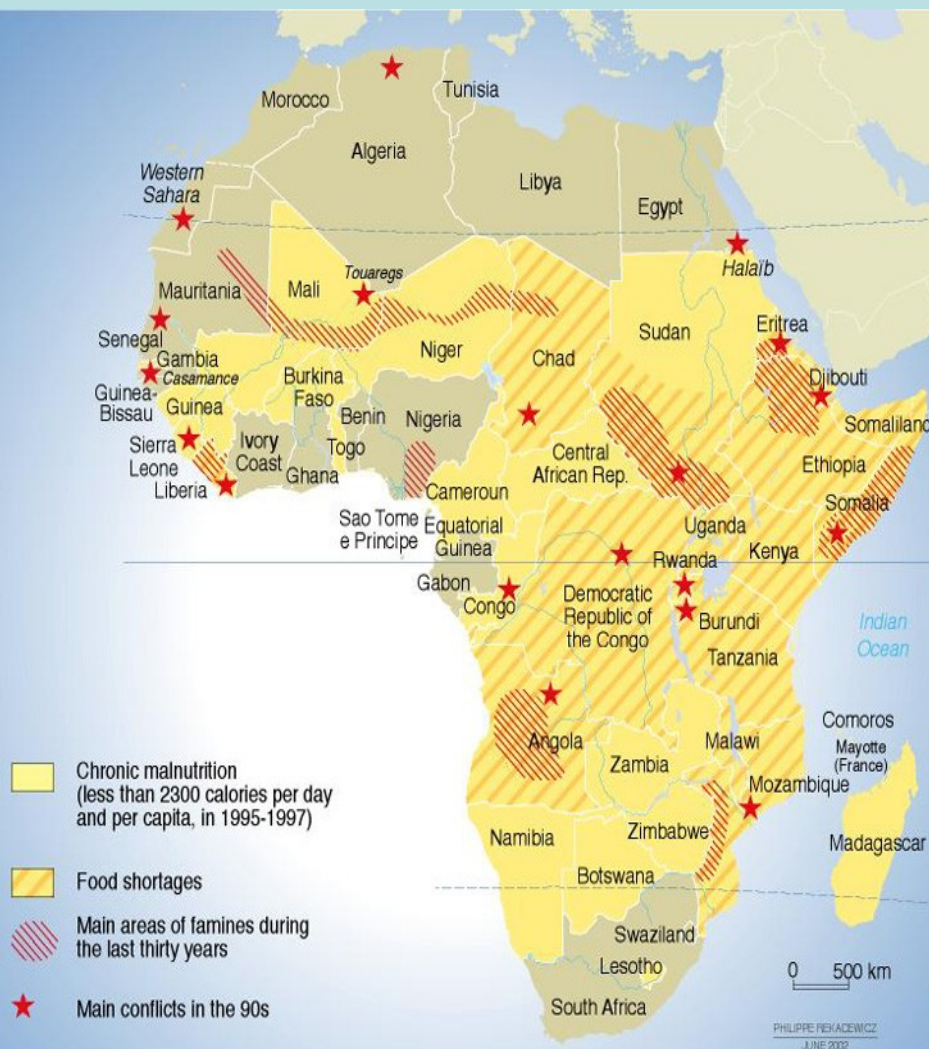 Morocco
Tunisia
Algeria
Libya
Egypt
Western
Sahara
Halaïb
Mauritania
Mali
Touaregs
Niger
Chad
Sudan
Eritrea
Djibouti
Senegal
Gambia
Casamance
Guinea-
Bissau
Guinea
Burkina
Faso
Benin
Nigeria
Togo
Ivory
Coast
Ghana
Sierra
Leone
Liberia
Somaliland
Ethiopia
Somalia
Central
African Rep.
Cameroun
Sao Tome
e Principe
Equatorial
Guinea
Gabon
Congo
Uganda
Kenya
Rwanda
Democratic
Republic of
the Congo
Burundi
Tanzania
Indian
Ocean
Comoros
Mayotte
(France)
Angola
Zambia
Malawi
Mozambique
Madagascar
Namibia
Zimbabwe
Botswana
Swaziland
Lesotho
South Africa
Chronic malnutrition
(less than 2300 calories per day
and per capita, in 1995-1997)
Food shortages
Main areas of famines during
the last thirty years
Main conflicts in the 90s
0 500 km
PHILIPPE REKACEWICZ
JUNE 2002